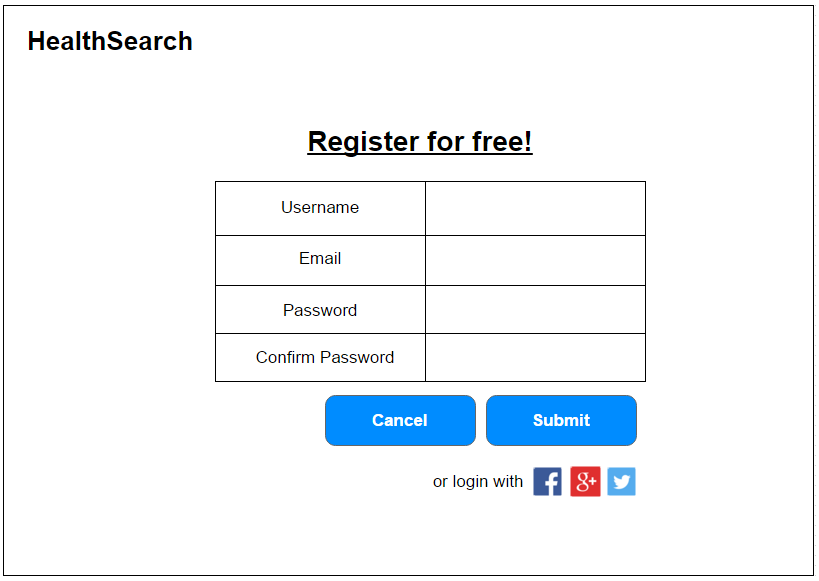 HealthSearch
Register for free!
Username
Email
Password
Confirm Password
Cancel Submit
or login with f g+